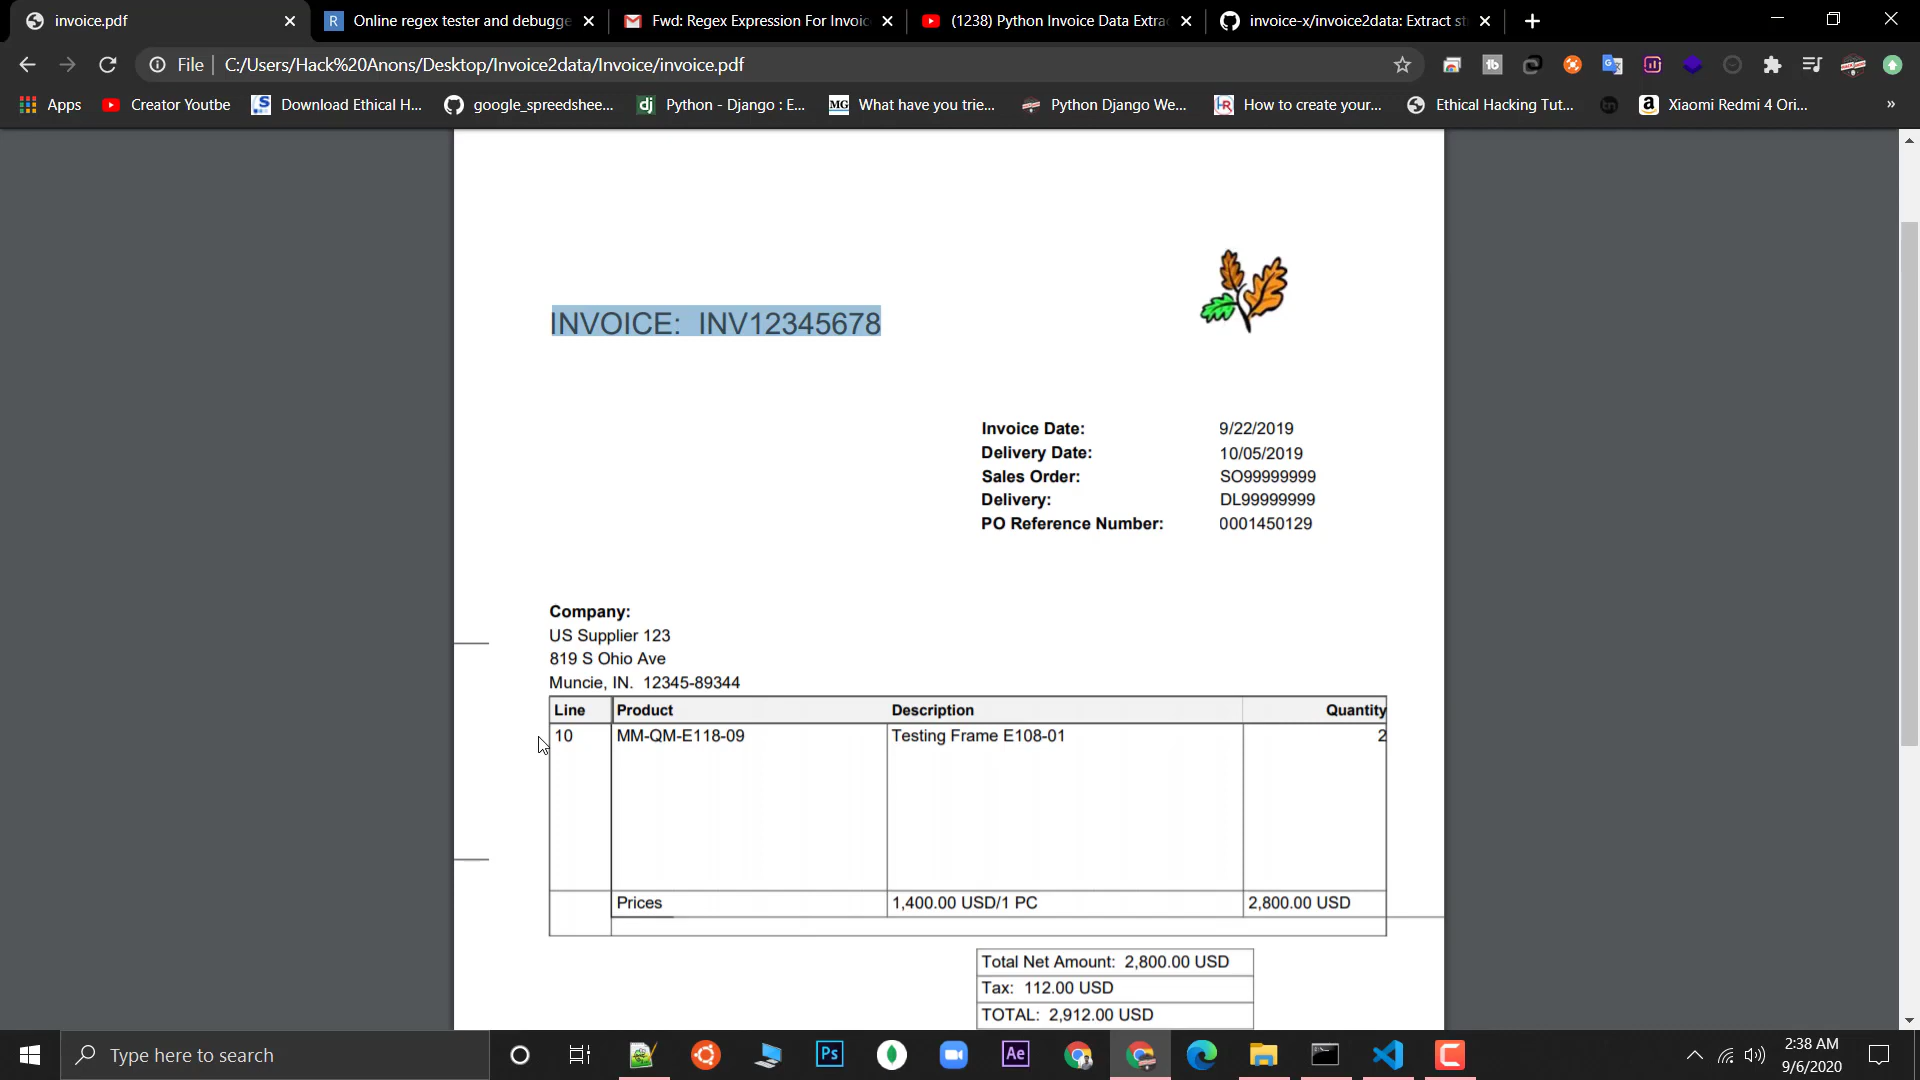 invoice.pdf
Online regex tester and debugge
Fwd: Regex Expression For Invoic
(1238) Python Invoice Data Extra
invoice-x/invoice2data: Extract st
File
C:/Users/Hack%20Anons/Desktop/Invoice2data/Invoice/invoice.pdf
Apps
Creator Youtbe
Download Ethical H...
google_spreedshee...
Python - Django : E...
What have you trie...
Python Django We...
How to create your...
Ethical Hacking Tut...
Xiaomi Redmi 4 Ori...
»
INVOICE: INV12345678
Invoice Date: 9/22/2019
Delivery Date: 10/05/2019
Sales Order: SO99999999
Delivery: DL99999999
PO Reference Number: 0001450129
Company:
US Supplier 123
819 S Ohio Ave
Muncie, IN. 12345-89344
Line Product Description Quantity
10 MM-QM-E118-09 Testing Frame E108-01 2
Prices 1,400.00 USD/1 PC 2,800.00 USD
Total Net Amount: 2,800.00 USD
Tax: 112.00 USD
TOTAL: 2,912.00 USD
Type here to search
Ps
Ae
2:38 AM
9/6/2020